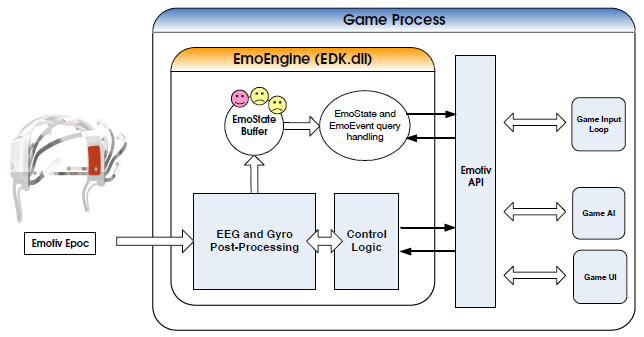 Game Process
EmoEngine (EDK.dll)
EmoState
Buffer
EmoState and
EmoEvent query
handling
Emotiv
API
Game Input
Loop
Emotiv Epoc
EEG and Gyro
Post-Processing
Control
Logic
Game AI
Game UI